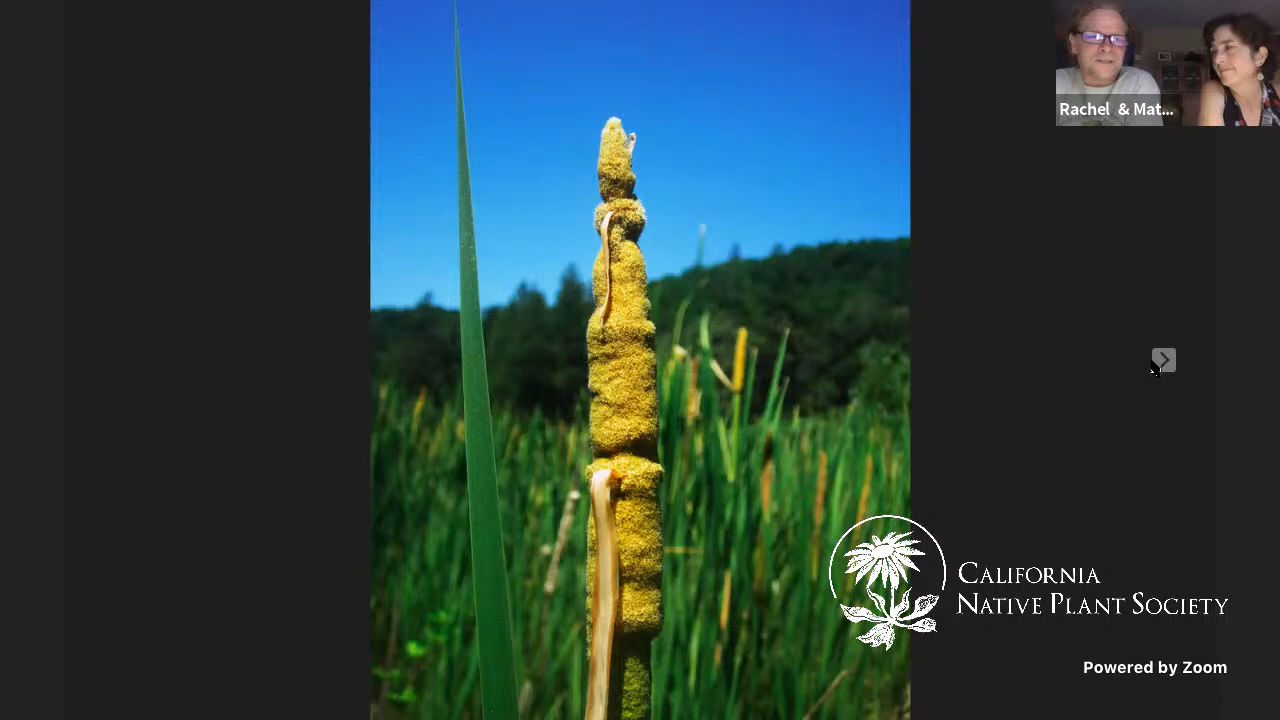 Rachel & Mat...
CALIFORNIA
NATIVE PLANT SOCIETY
Powered by Zoom